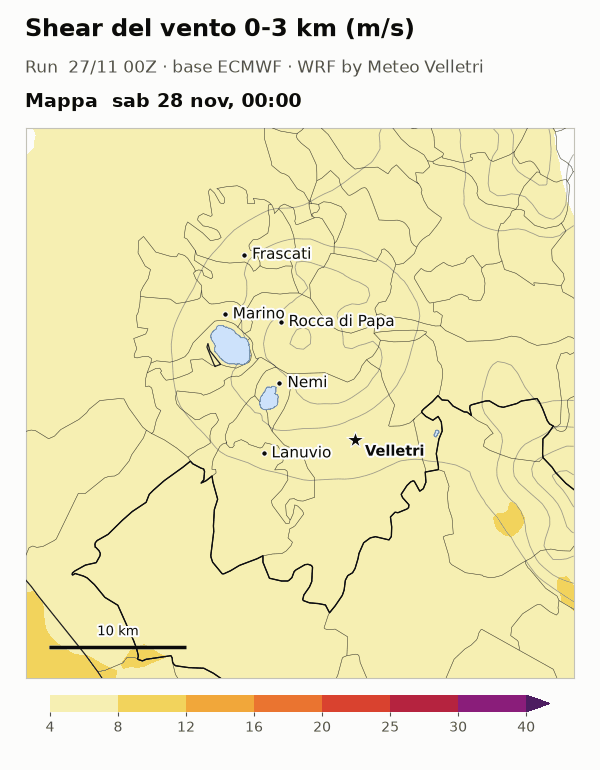 Shear del vento 0-3 km (m/s)
Run  27/11 00Z · base ECMWF · WRF by Meteo Velletri
Mappa  sab 28 nov, 00:00
Frascati
Marino
Rocca di Papa
Nemi
Velletri
Lanuvio
10 km
4 8 12 16 20 25 30 40